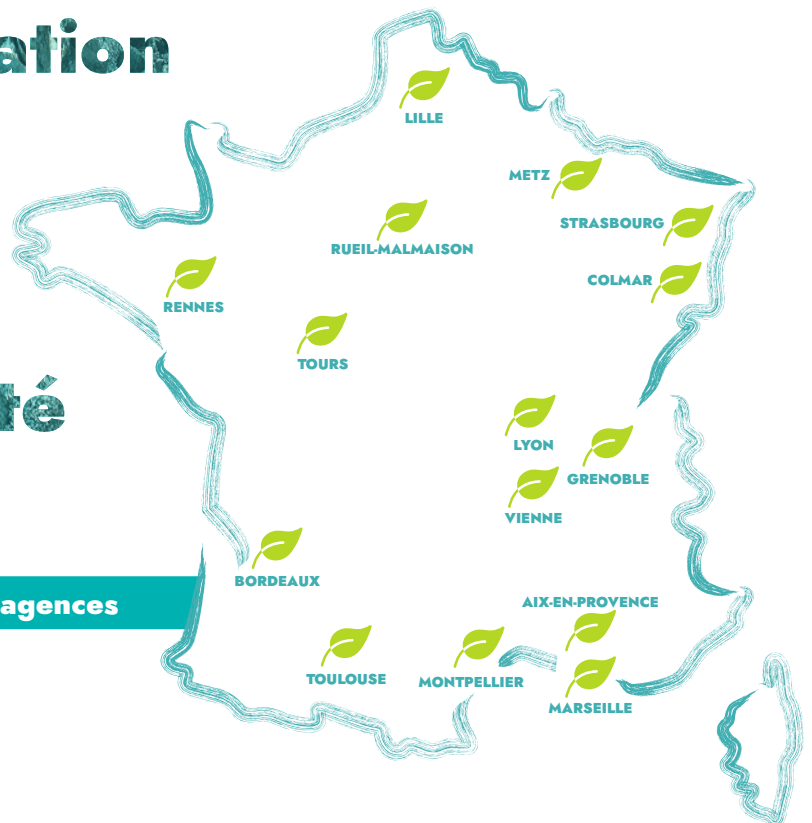 ation
LILLE
METZ
STRASBOURG
RUEIL-MALMAISON
COLMAR
RENNES
TOURS
té
LYON
GRENOBLE
VIENNE
BORDEAUX
agences
AIX-EN-PROVENCE
TOULOUSE
MONTPELLIER
MARSEILLE